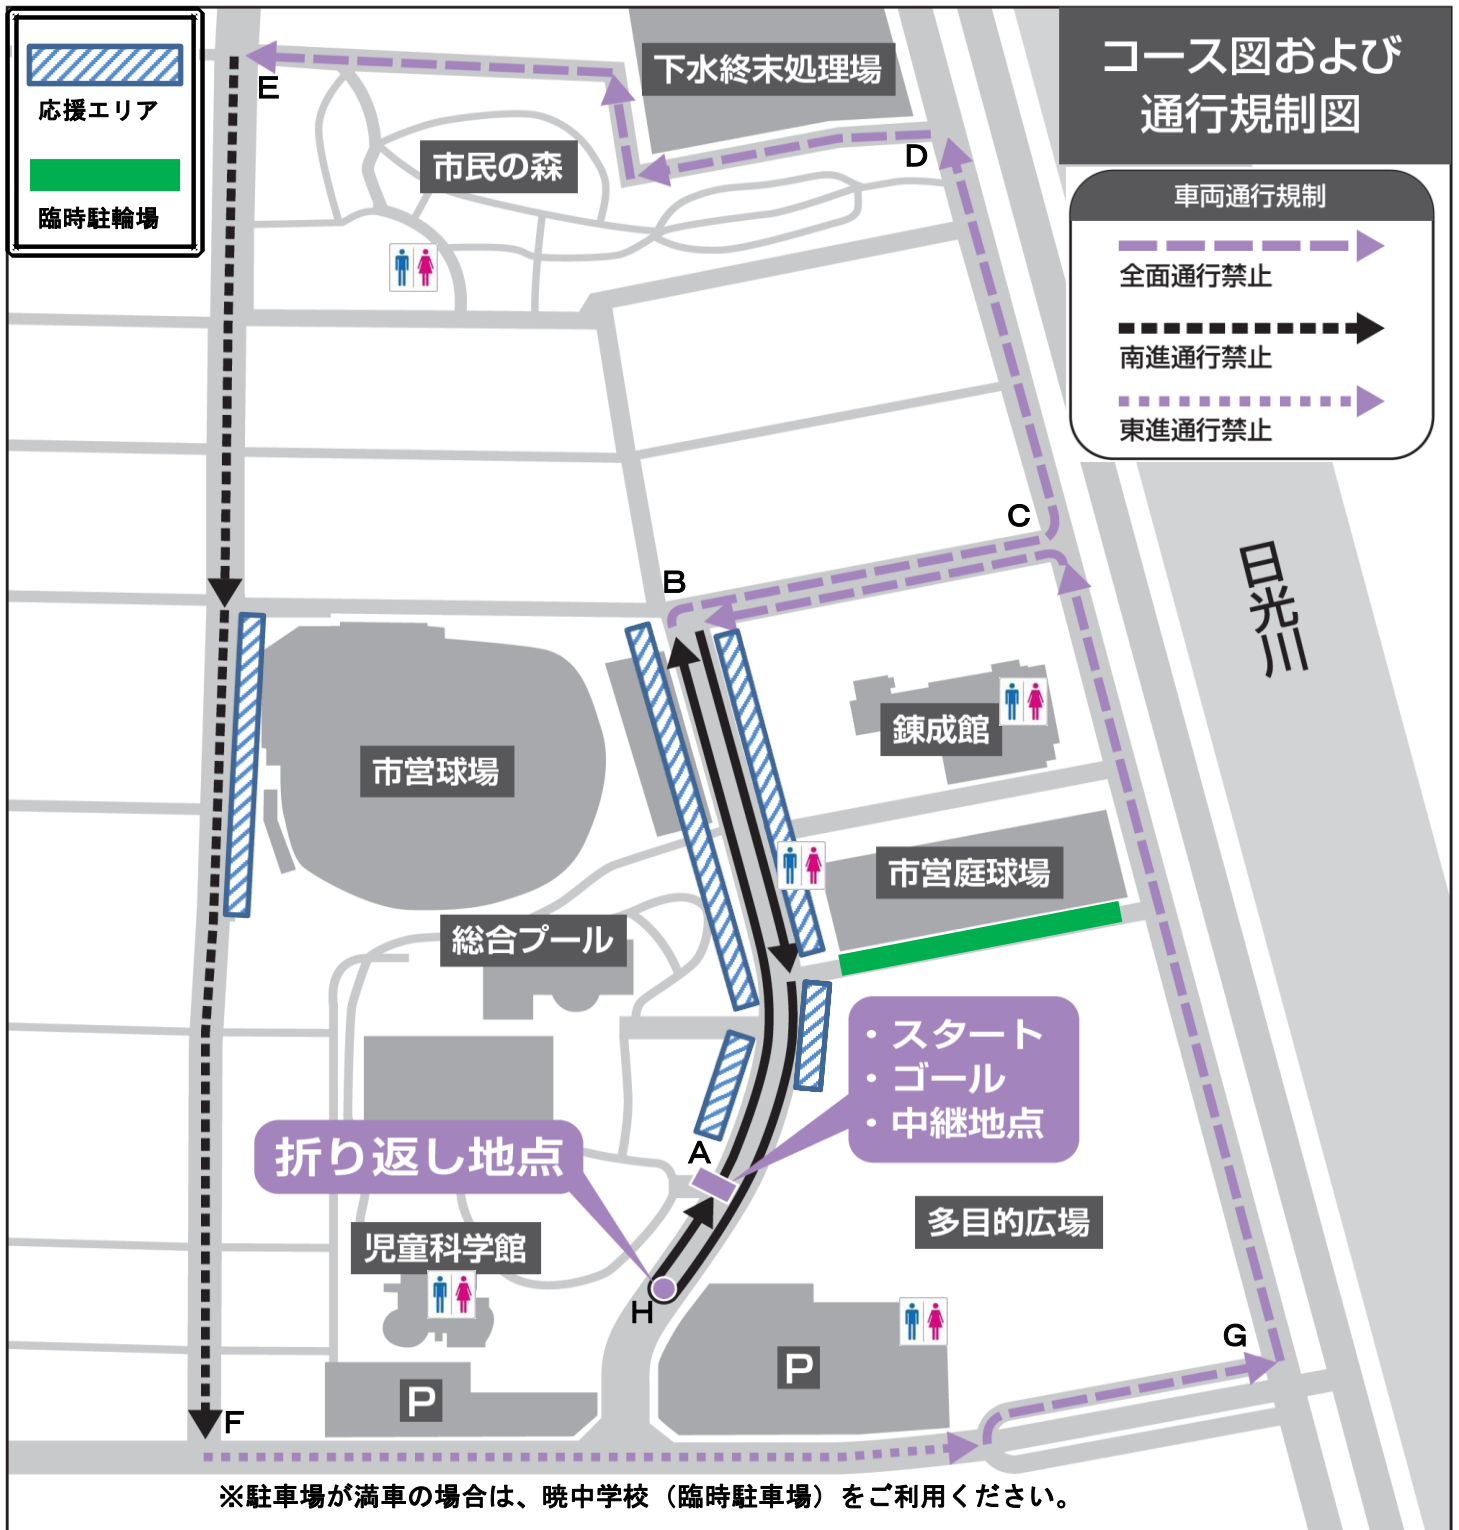 コース図および
通行規制図
応援エリア
臨時駐輪場
車両通行規制
全面通行禁止
南進通行禁止
東進通行禁止
下水終末処理場
E
D
市民の森
C
B
日光川
錬成館
市営球場
市営庭球場
総合プール
・スタート
・ゴール
・中継地点
折り返し地点
A
多目的広場
児童科学館
H
G
P
P
F
※駐車場が満車の場合は、暁中学校（臨時駐車場）をご利用ください。